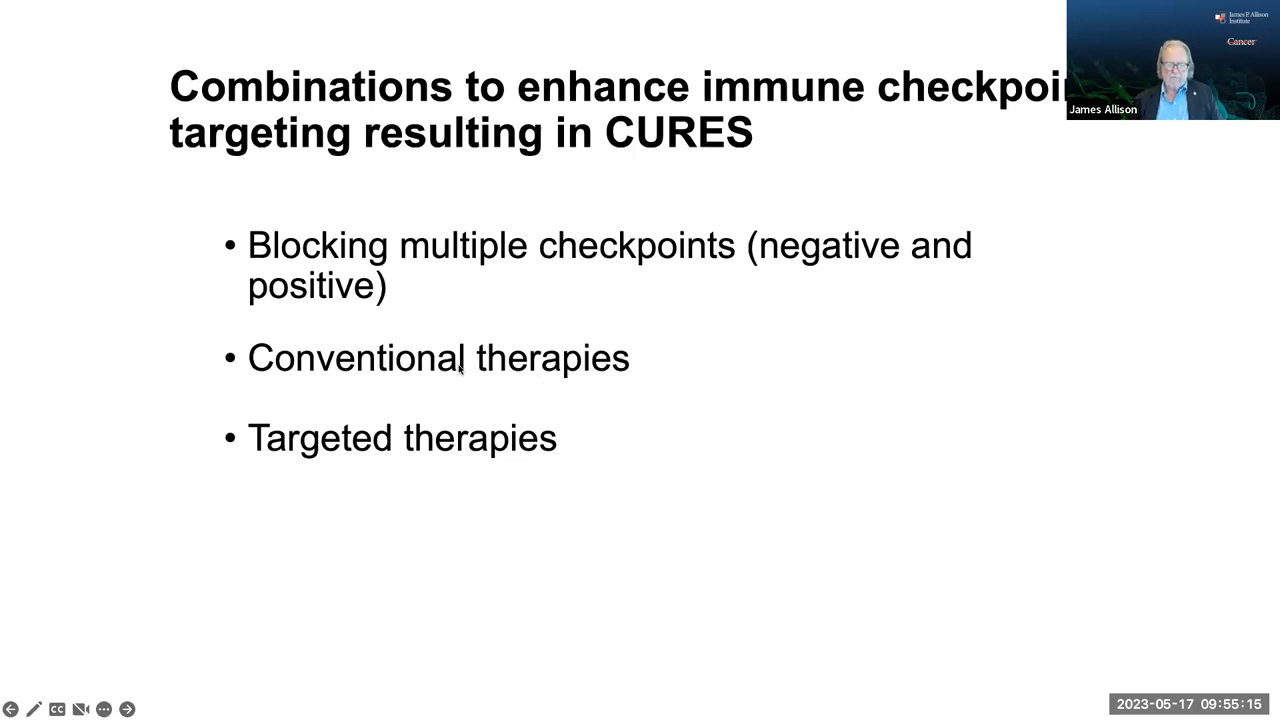 Combinations to enhance immune checkpoi
targeting resulting in CURES
James P. Allison
Institute
Cancer
James Allison
• Blocking multiple checkpoints (negative and
positive)
• Conventional therapies
• Targeted therapies
CC
2023-05-17 09:55:15